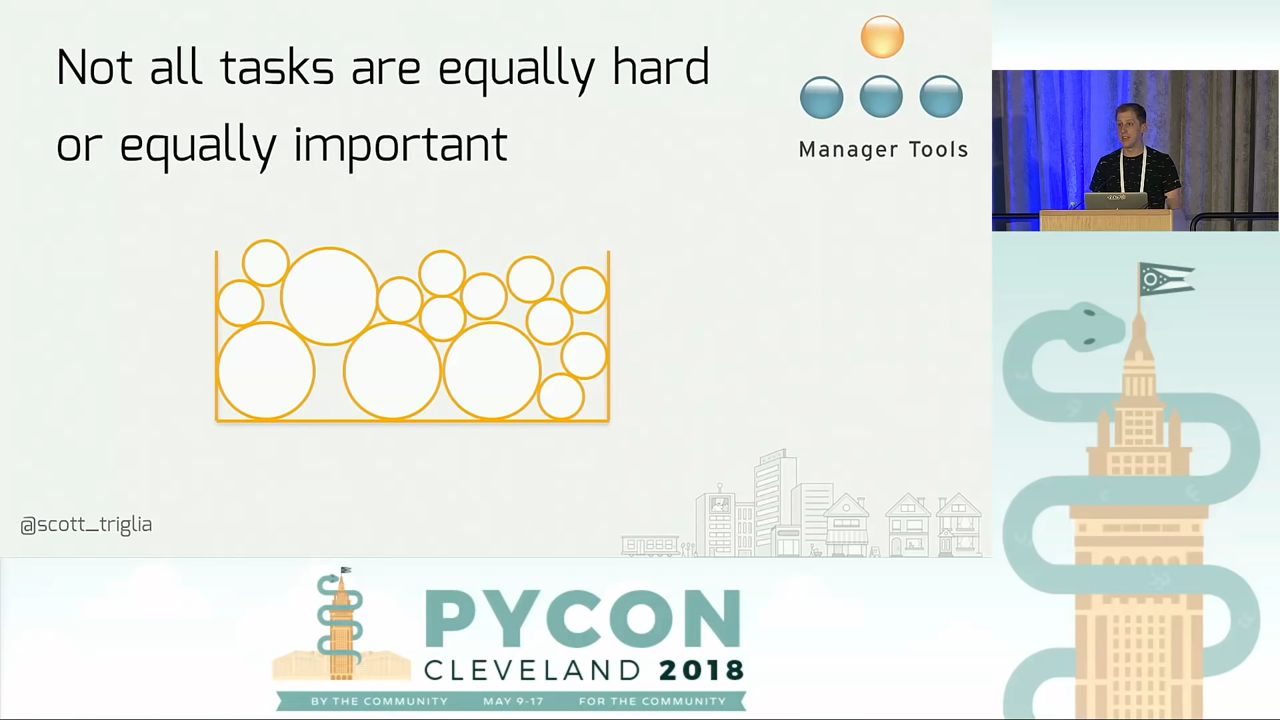 Not all tasks are equally hard
or equally important
Manager Tools
@scott_triglia
PYCON
CLEVELAND 2018
BY THE COMMUNITY MAY 9-17 FOR THE COMMUNITY